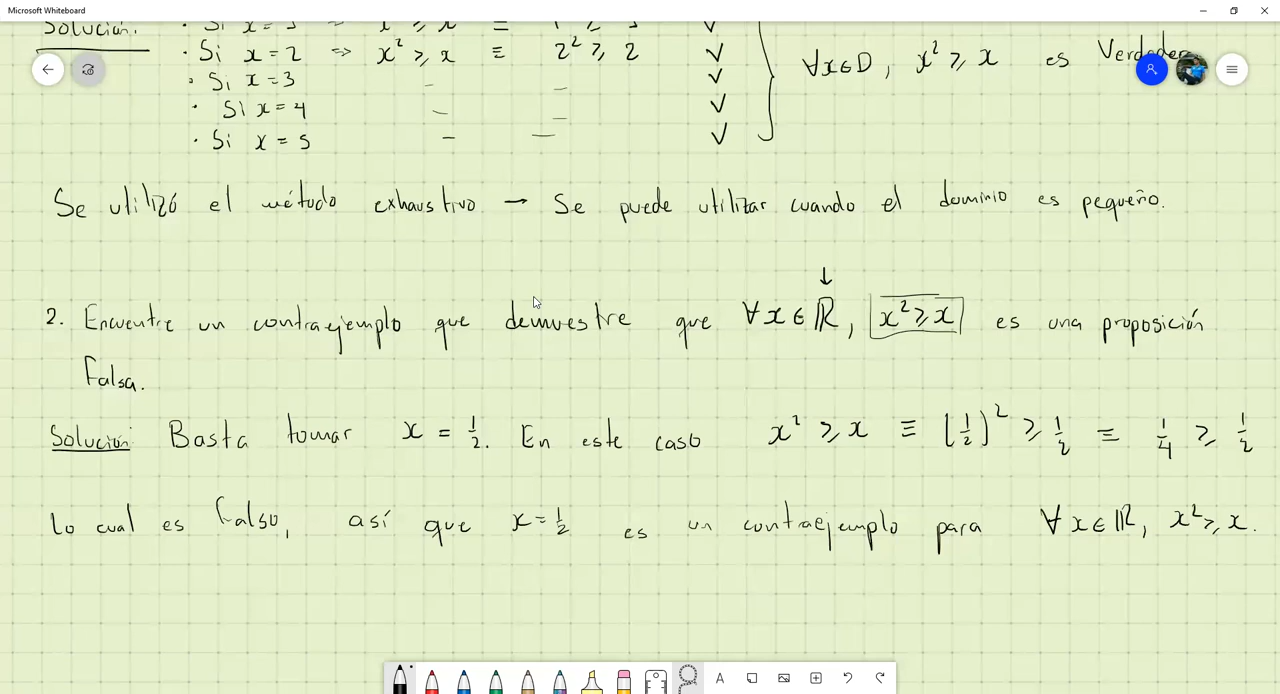 Microsoft Whiteboard
Solución:
· Si x = 2 ⇒ x² ≥ x ≡ 2² ≥ 2 V
∀x∈D, x² ≥ x es Verdadera
· Si x = 3 - - V
· Si x = 4 - - V
· Si x = 5 - - V
Se utilizó el método exhaustivo → Se puede utilizar cuando el dominio es pequeño.
2. Encuentre un contraejemplo que demuestre que ∀x∈ℝ, x² ≥ x es una proposición
Falsa.
Solución: Basta tomar x = 1/2. En este caso x² ≥ x ≡ (1/2)² ≥ 1/2 ≡ 1/4 ≥ 1/2
lo cual es Falso, así que x = 1/2 es un contraejemplo para ∀x∈ℝ, x² ≥ x.